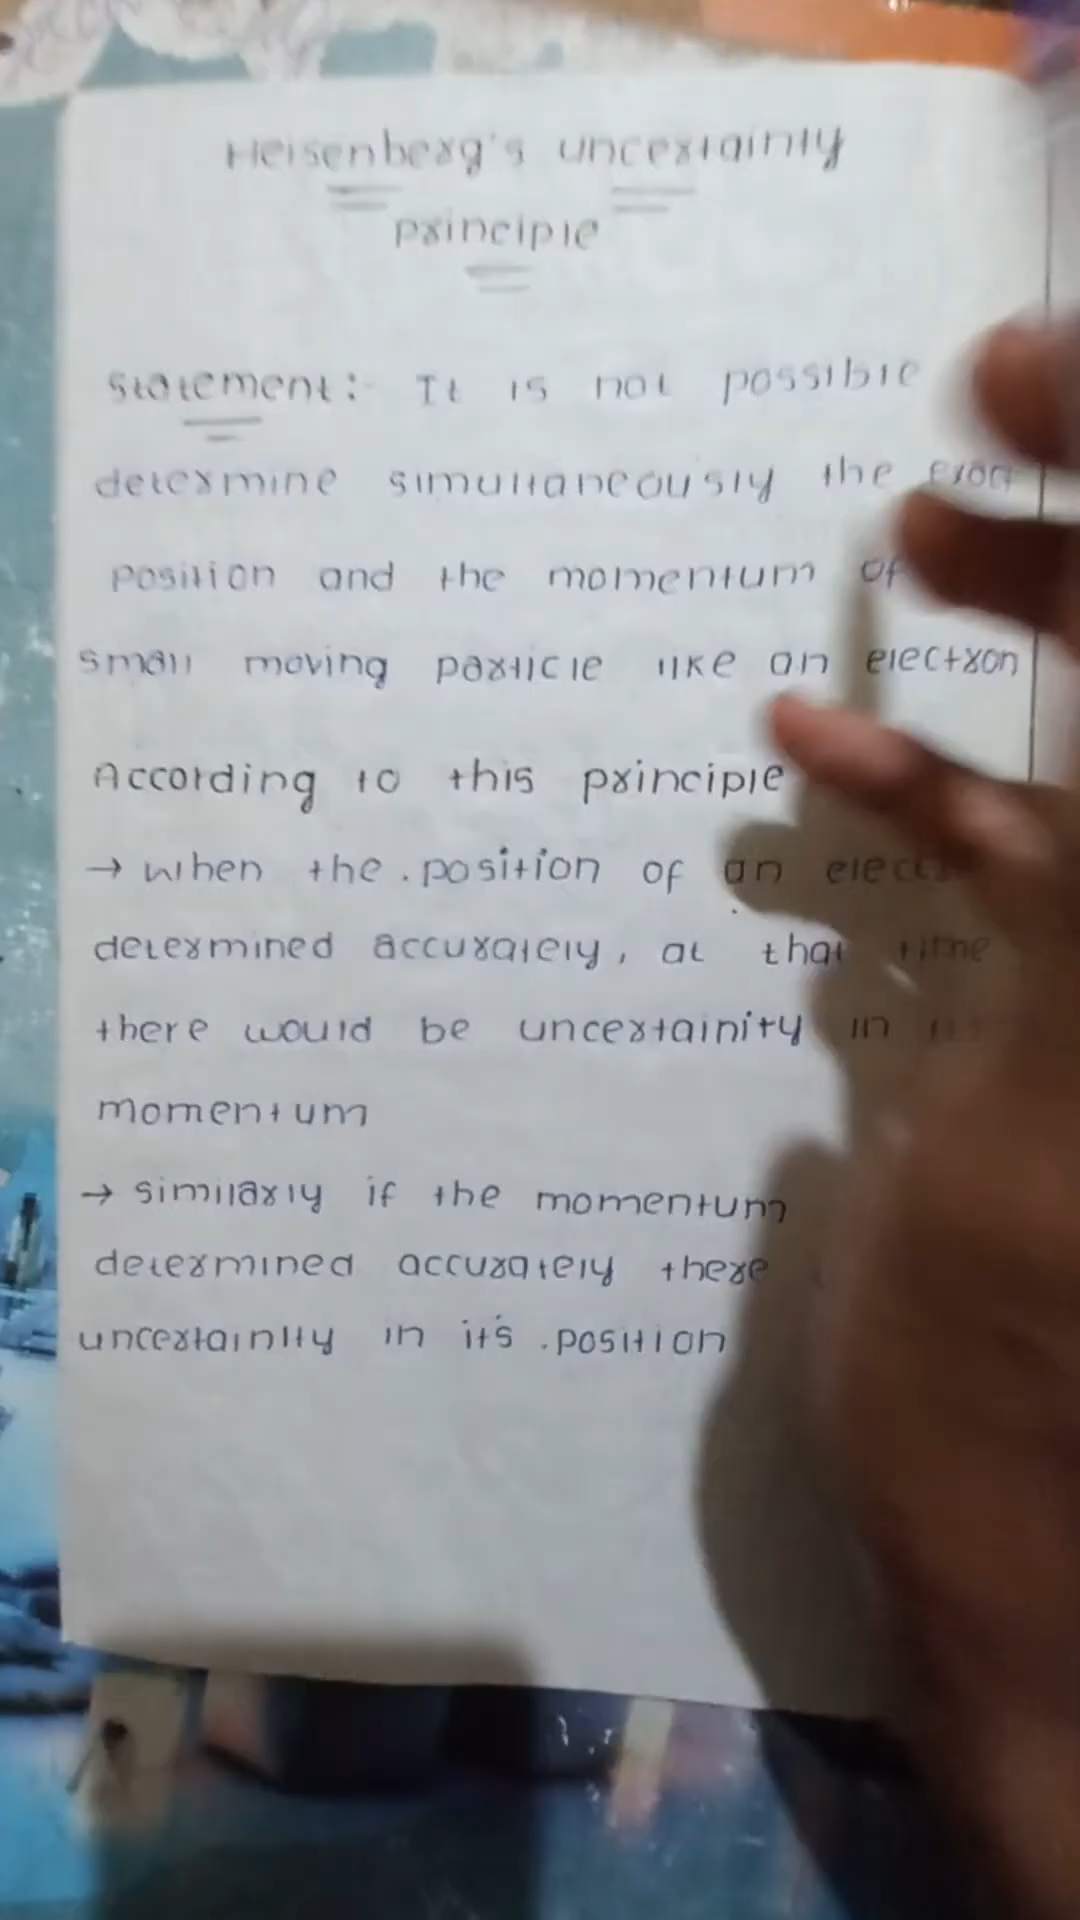 Heisenberg's uncertainty
principle
Statement:- It is not possible
determine simultaneously the exact
position and the momentum of
small moving particle like an electron
According to this principle
→ when the .position of an
determined accurately, at that time
there would be uncertainity in
momentum
→ similarly if the momentum
determined accurately there
uncertainity in it's .position